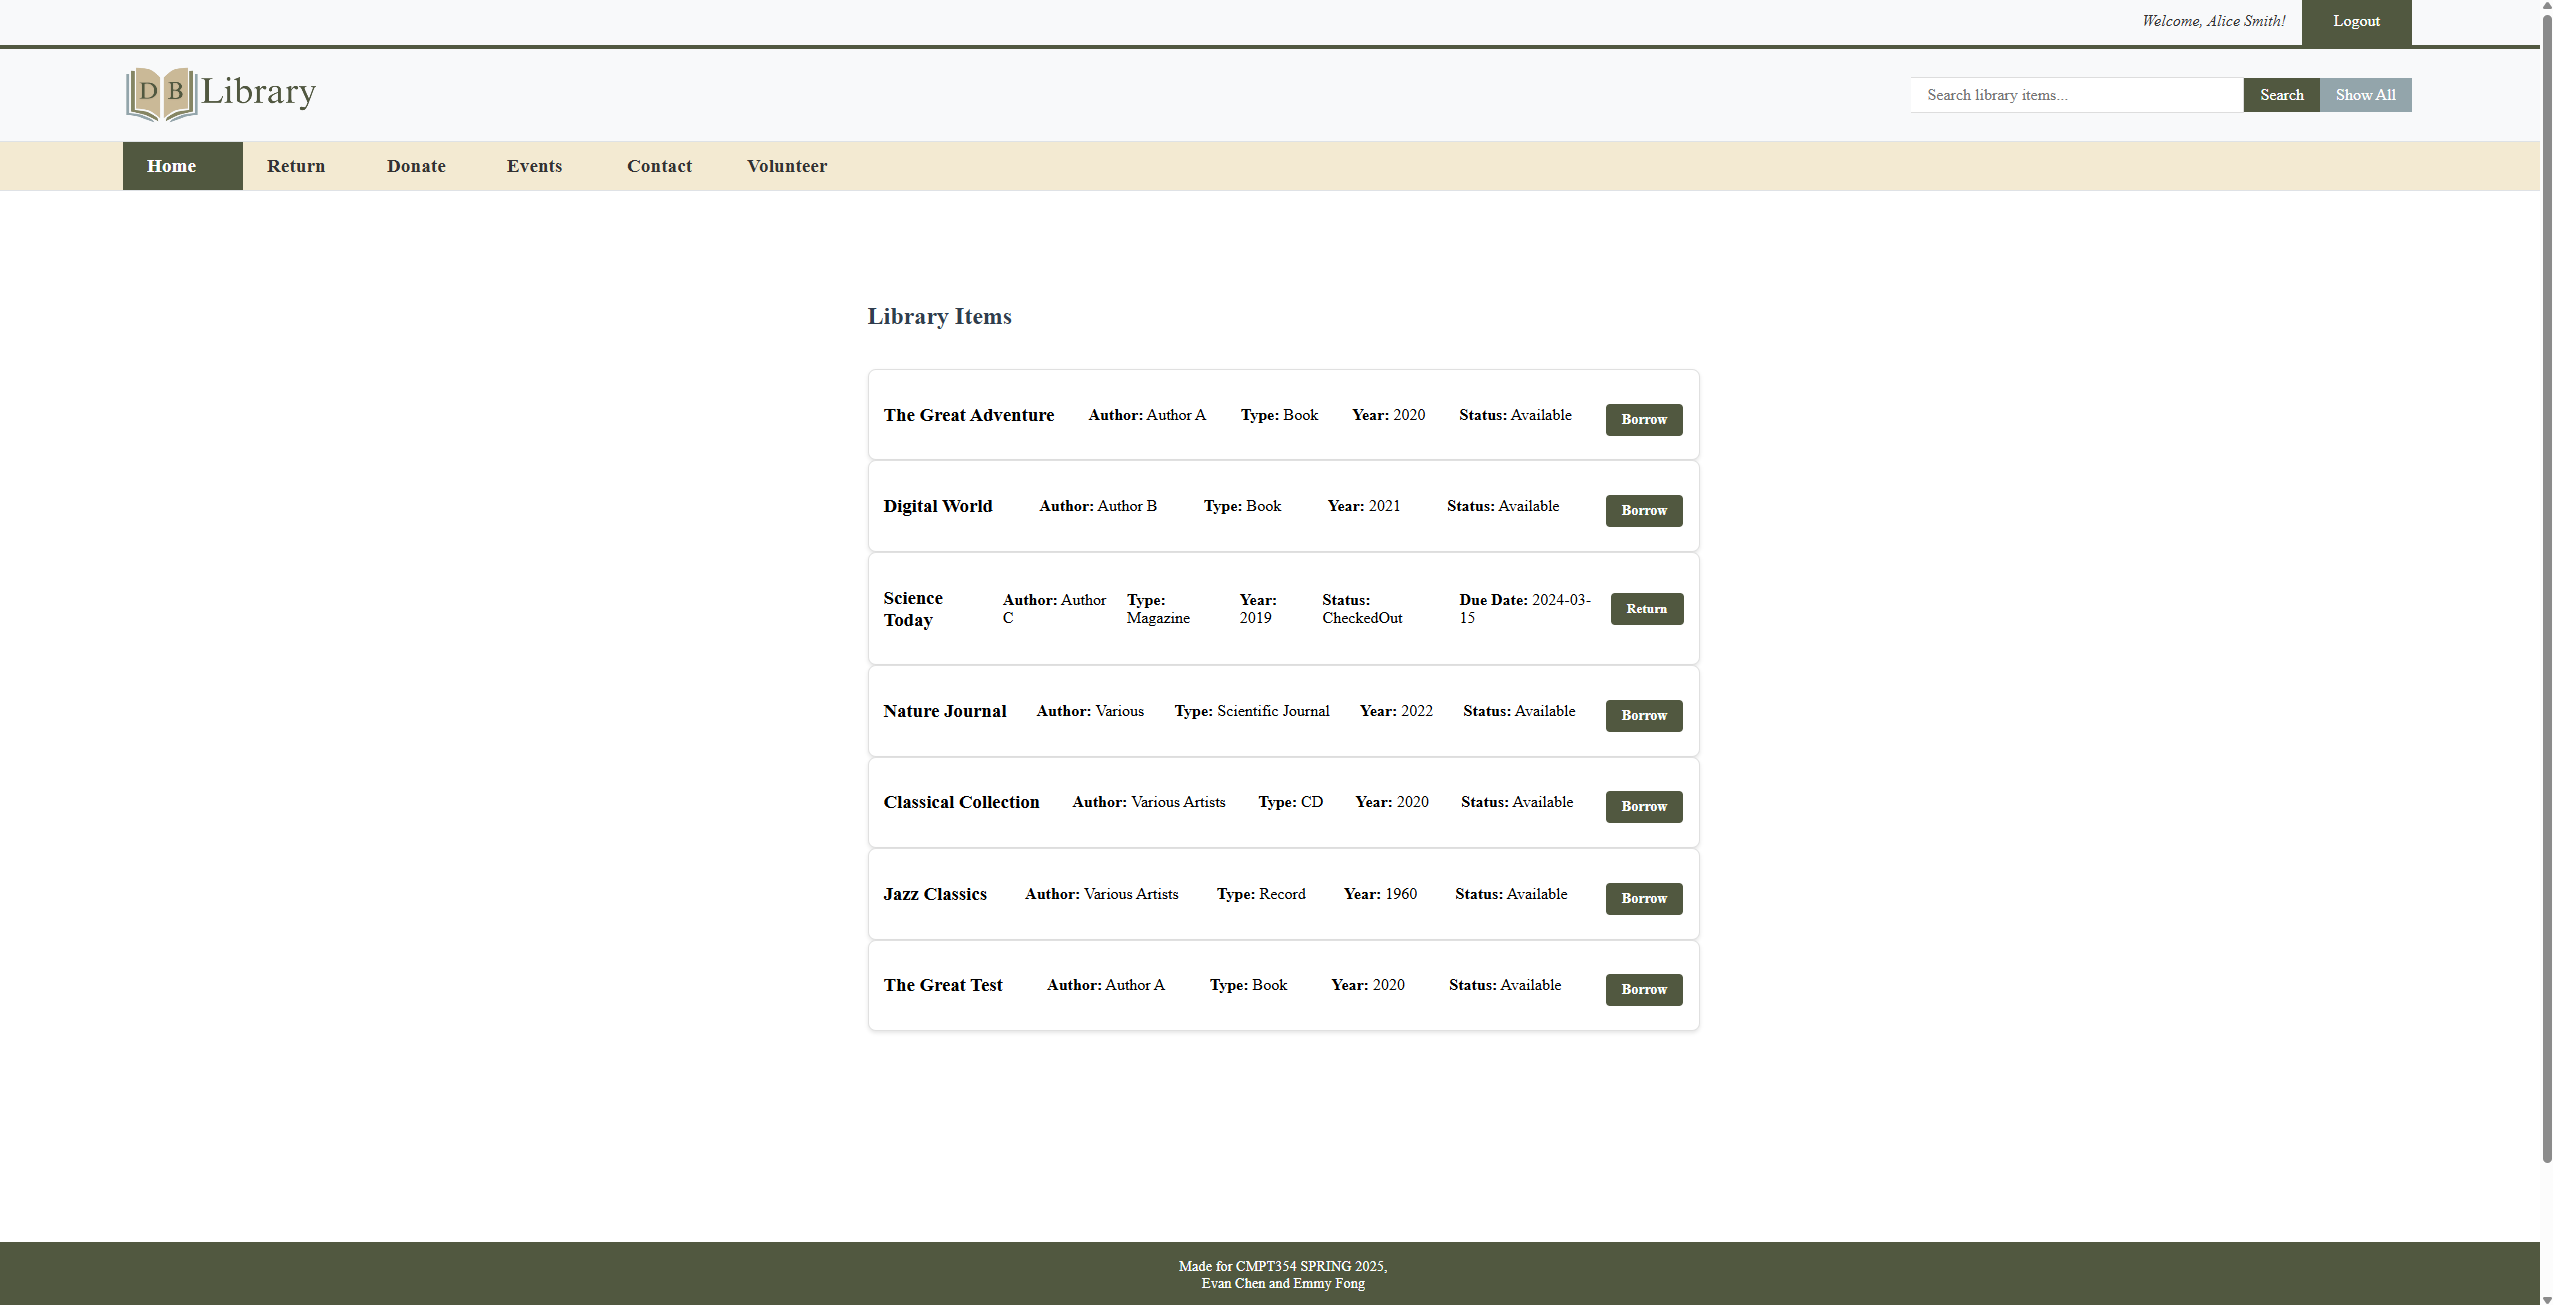 Welcome, Alice Smith! Logout
D B Library
Search library items... Search Show All
Home Return Donate Events Contact Volunteer
Library Items
The Great Adventure Author: Author A Type: Book Year: 2020 Status: Available Borrow
Digital World Author: Author B Type: Book Year: 2021 Status: Available Borrow
Science Author: Author Type: Year: Status: Due Date: 2024-03- Return
Today C Magazine 2019 CheckedOut 15
Nature Journal Author: Various Type: Scientific Journal Year: 2022 Status: Available Borrow
Classical Collection Author: Various Artists Type: CD Year: 2020 Status: Available Borrow
Jazz Classics Author: Various Artists Type: Record Year: 1960 Status: Available Borrow
The Great Test Author: Author A Type: Book Year: 2020 Status: Available Borrow
Made for CMPT354 SPRING 2025,
Evan Chen and Emmy Fong